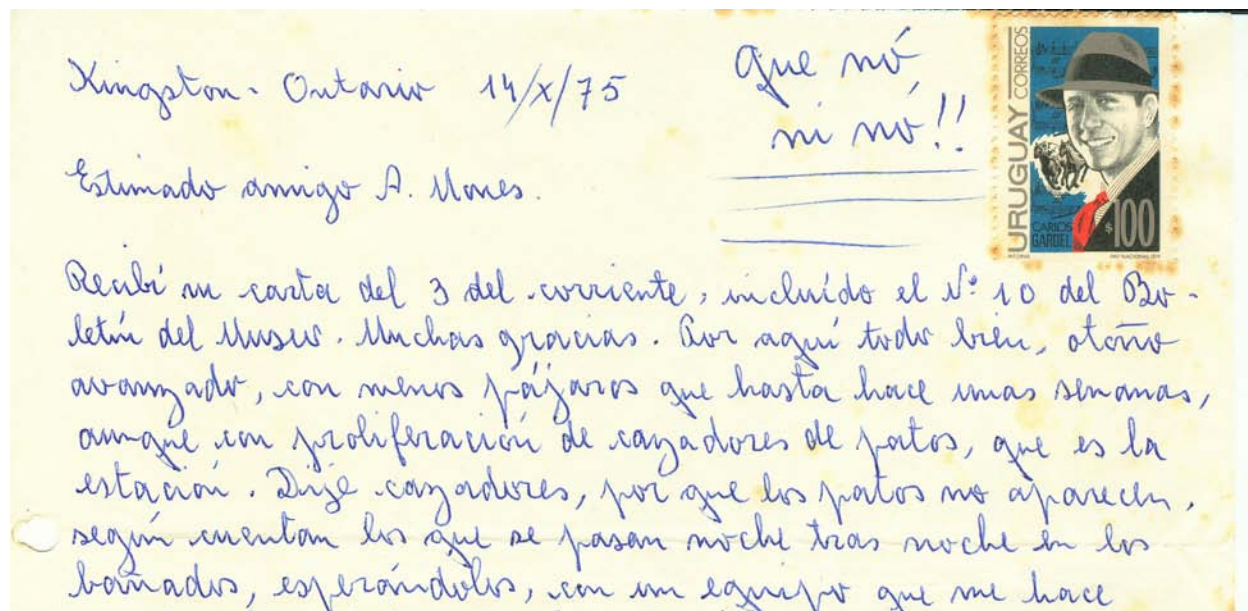 Kingston - Ontario 14/X/75
Que nó,
ni nó!!
URUGUAY CORREOS
CARLOS
GARDEL
$100
Estimado amigo A. Mones.
Recibí su carta del 3 del corriente, incluído el Nº 10 del Bo-
letín del Museo. Muchas gracias. Por aquí todo bien, otoño
avanzado, con menos pájaros que hasta hace unas semanas,
aunque con proliferación de cazadores de patos, que es la
estación. Dije cazadores, por que los patos no aparecen,
según cuentan los que se pasan noche tras noche en los
bañados, esperándolos, con un equipo que me hace